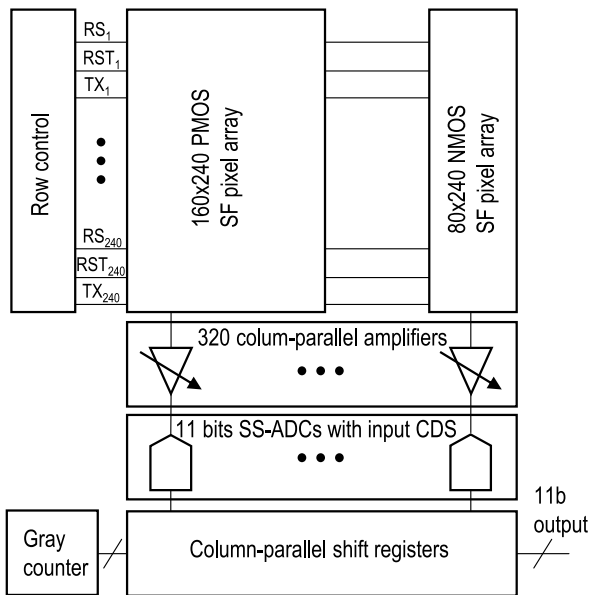 Row control
RS1
RST1
TX1
RS240
RST240
TX240
160x240 PMOS
SF pixel array
80x240 NMOS
SF pixel array
320 colum-parallel amplifiers
11 bits SS-ADCs with input CDS
Gray
counter
Column-parallel shift registers
11b
output